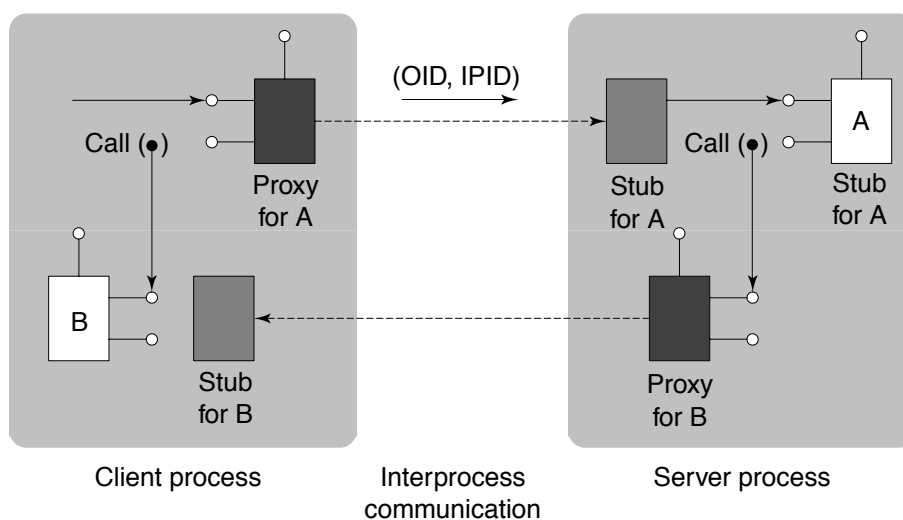 (OID, IPID)
Call ( )
Proxy
for A
Stub
for A
Call ( )
A
Stub
for A
B
Stub
for B
Proxy
for B
Client process
Interprocess
communication
Server process